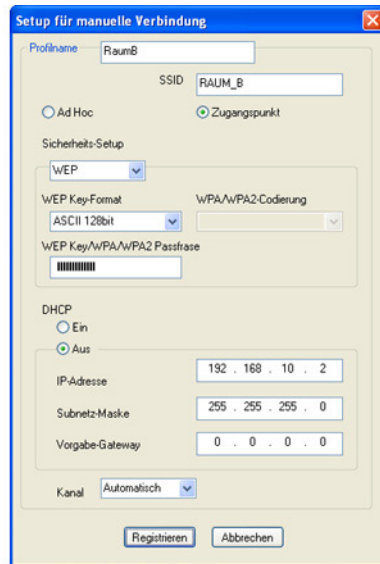 Setup für manuelle Verbindung
Profilname RaumB
SSID RAUM_B
Ad Hoc Zugangspunkt
Sicherheits-Setup
WEP
WEP Key-Format WPA/WPA2-Codierung
ASCII 128bit
WEP Key/WPA/WPA2 Passfrase
DHCP
Ein
Aus
IP-Adresse 192 . 168 . 10 . 2
Subnetz-Maske 255 . 255 . 255 . 0
Vorgabe-Gateway 0 . 0 . 0 . 0
Kanal Automatisch
Registrieren Abbrechen